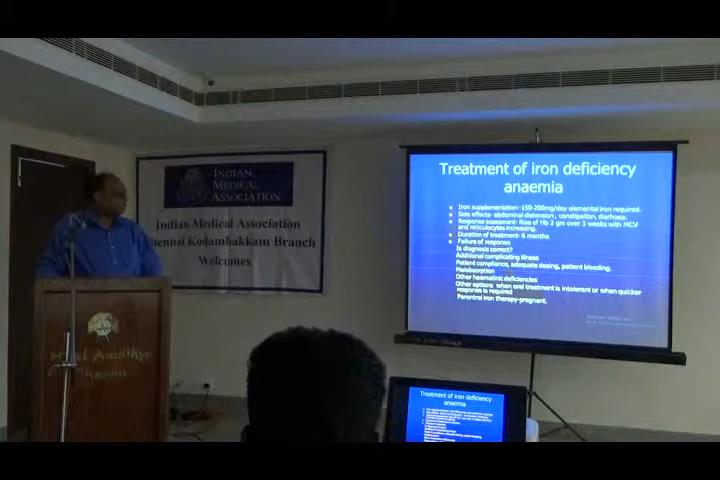 INDIAN
MEDICAL
ASSOCIATION
Indian Medical Association
Chennai Kodambakkam Branch
Welcomes
Treatment of iron deficiency
anaemia
Iron supplementation -150-200mg/day elemental iron required.
Side effects- abdominal distension, constipation, diarhoea.
Response assesment- Rise of Hb 2 gm over 3 weeks with MCV
and reticulocytes increasing.
Duration of treatment- 6 months
Failure of response
Is diagnosis correct?
Additional complicating illness
Patient compliance, adequate dosing, patient bleeding.
Malabsorption
Other haematinic deficiencies
Other options when oral treatment is intolerant or when quicker
response is required
Parentral iron therapy-pregnant.
Treatment of iron deficiency
anaemia